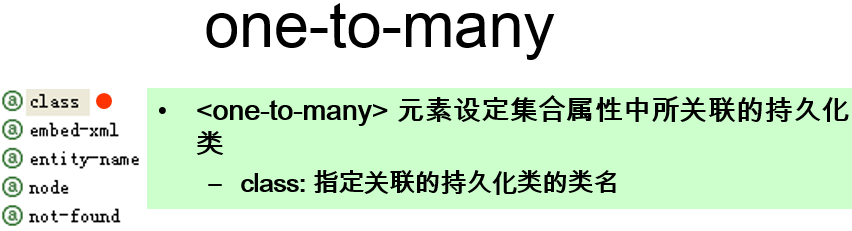 one-to-many
@ class
@ embed-xml
@ entity-name
@ node
@ not-found
• <one-to-many> 元素设定集合属性中所关联的持久化
类
– class: 指定关联的持久化类的类名